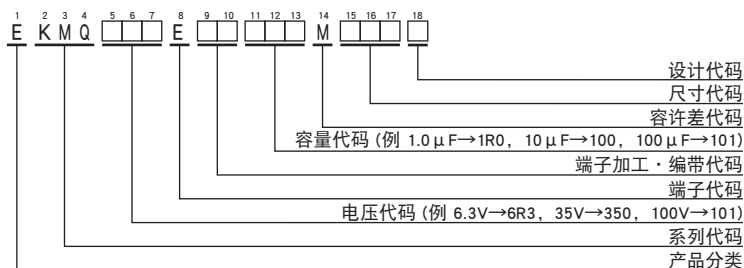 1 2 3 4 5 6 7 8 9 10 11 12 13 14 15 16 17 18
E KMQ □□□ E □□ □□□ M □□□ □
设计代码
尺寸代码
容许差代码
容量代码 (例 1.0μF→1R0, 10μF→100, 100μF→101)
端子加工・编带代码
端子代码
电压代码 (例 6.3V→6R3, 35V→350, 100V→101)
系列代码
产品分类